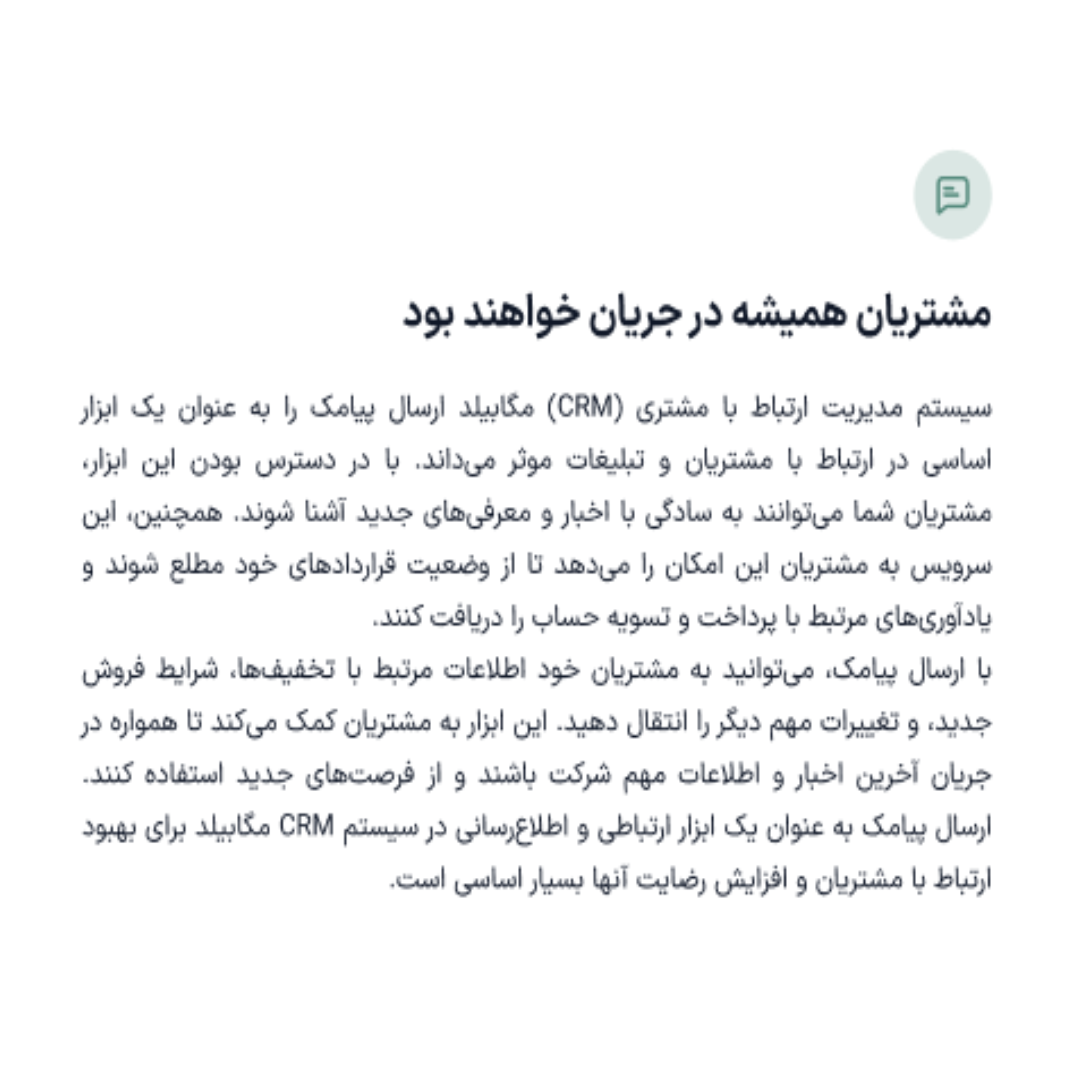 مشتریان همیشه در جریان خواهند بود
سیستم مدیریت ارتباط با مشتری (CRM) مگابیلد ارسال پیامک را به عنوان یک ابزار
اساسی در ارتباط با مشتریان و تبلیغات موثر می‌داند. با در دسترس بودن این ابزار،
مشتریان شما می‌توانند به سادگی با اخبار و معرفی‌های جدید آشنا شوند. همچنین، این
سرویس به مشتریان این امکان را می‌دهد تا از وضعیت قراردادهای خود مطلع شوند و
یادآوری‌های مرتبط با پرداخت و تسویه حساب را دریافت کنند.
با ارسال پیامک، می‌توانید به مشتریان خود اطلاعات مرتبط با تخفیف‌ها، شرایط فروش
جدید، و تغییرات مهم دیگر را انتقال دهید. این ابزار به مشتریان کمک می‌کند تا همواره در
جریان آخرین اخبار و اطلاعات مهم شرکت باشند و از فرصت‌های جدید استفاده کنند.
ارسال پیامک به عنوان یک ابزار ارتباطی و اطلاع‌رسانی در سیستم CRM مگابیلد برای بهبود
ارتباط با مشتریان و افزایش رضایت آنها بسیار اساسی است.